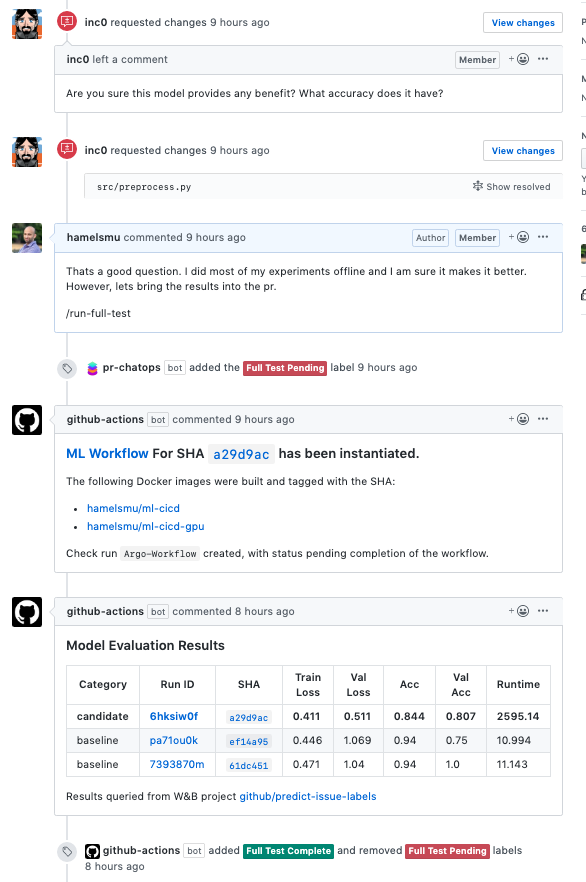 inc0 requested changes 9 hours ago
View changes
inc0 left a comment
Member
Are you sure this model provides any benefit? What accuracy does it have?
inc0 requested changes 9 hours ago
View changes
src/preprocess.py
Show resolved
hamelsmu commented 9 hours ago
Author
Member
Thats a good question. I did most of my experiments offline and I am sure it makes it better.
However, lets bring the results into the pr.
/run-full-test
pr-chatops bot added the Full Test Pending label 9 hours ago
github-actions bot commented 9 hours ago
ML Workflow For SHA a29d9ac has been instantiated.
The following Docker images were built and tagged with the SHA:
• hamelsmu/ml-cicd
• hamelsmu/ml-cicd-gpu
Check run Argo-Workflow created, with status pending completion of the workflow.
github-actions bot commented 8 hours ago
Model Evaluation Results
Category Run ID SHA Train Loss Val Loss Acc Val Acc Runtime
candidate 6hksiw0f a29d9ac 0.411 0.511 0.844 0.807 2595.14
baseline pa71ou0k ef14a95 0.446 1.069 0.94 0.75 10.994
baseline 7393870m 61dc451 0.471 1.04 0.94 1.0 11.143
Results queried from W&B project github/predict-issue-labels
github-actions bot added Full Test Complete and removed Full Test Pending labels
8 hours ago